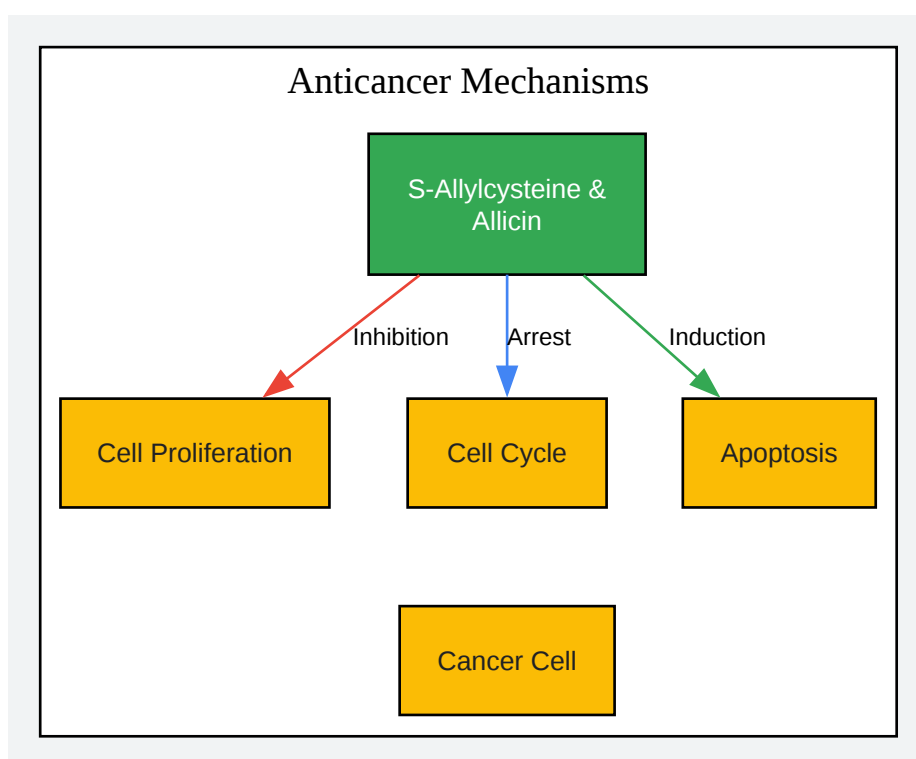 Anticancer Mechanisms
S-Allylcysteine &
Allicin
Inhibition
Arrest
Induction
Cell Proliferation
Cell Cycle
Apoptosis
Cancer Cell